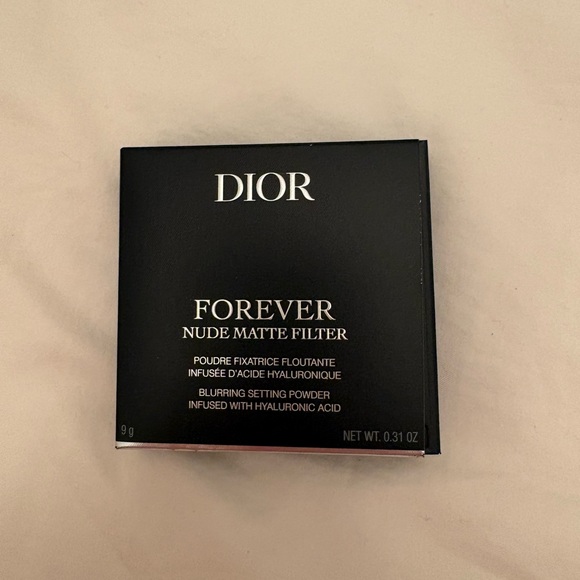 DIOR
FOREVER
NUDE MATTE FILTER
POUDRE FIXATRICE FLOUTANTE
INFUSÉE D'ACIDE HYALURONIQUE
BLURRING SETTING POWDER
INFUSED WITH HYALURONIC ACID
9 g
NET WT. 0.31 OZ